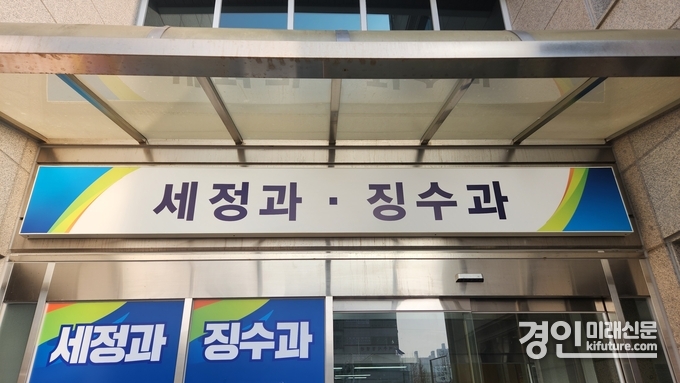 세정과 · 징수과
세정과
징수과
경인미래신문
kifuture.com